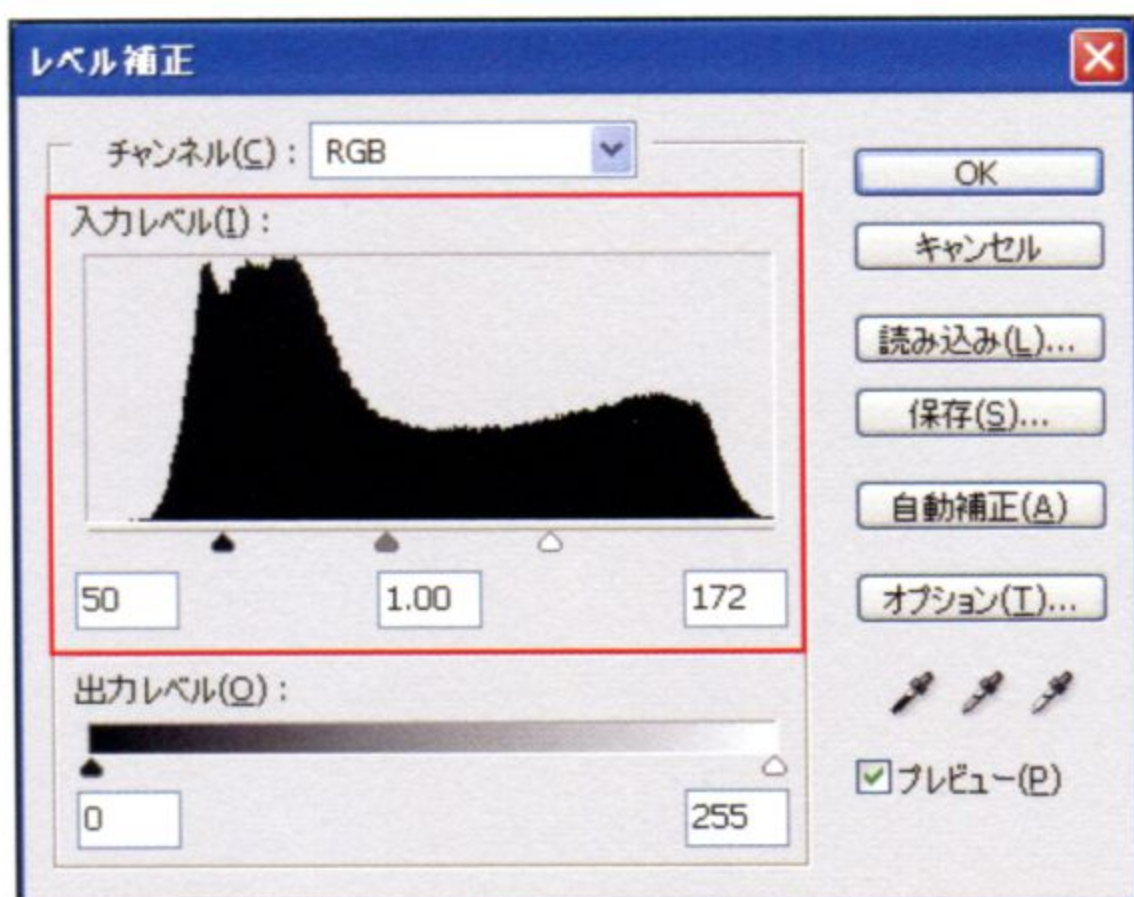 レベル補正
チャンネル(C) : RGB
入力レベル(I) :
50 1.00 172
出力レベル(O) :
0 255
OK
キャンセル
読み込み(L)...
保存(S)...
自動補正(A)
オプション(T)...
プレビュー(P)